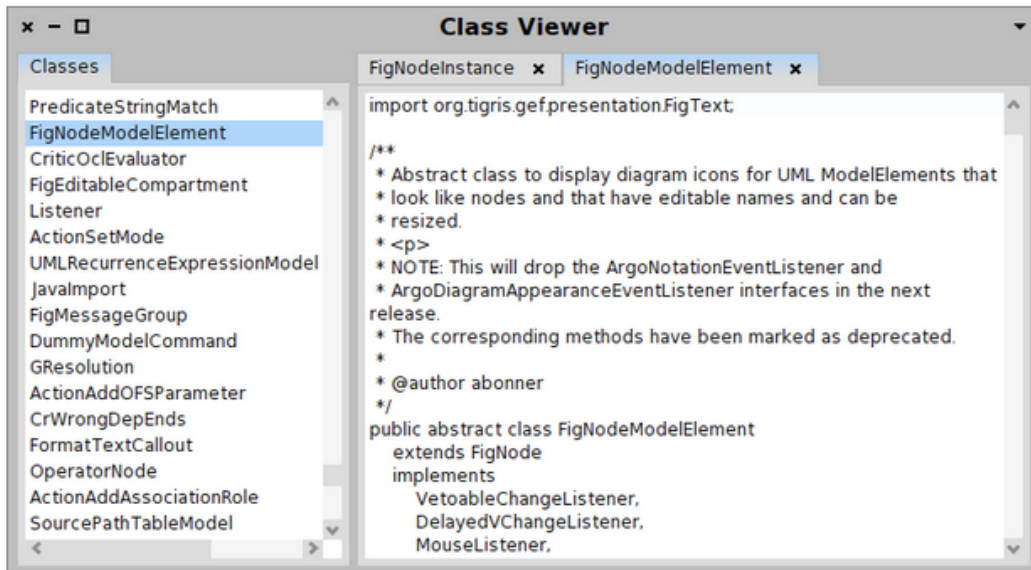 Class Viewer
Classes
PredicateStringMatch
FigNodeModelElement
CriticOclEvaluator
FigEditableCompartment
Listener
ActionSetMode
UMLRecurrenceExpressionModel
JavaImport
FigMessageGroup
DummyModelCommand
GResolution
ActionAddOFSParameter
CrWrongDepEnds
FormatTextCallout
OperatorNode
ActionAddAssociationRole
SourcePathTableModel
FigNodeInstance
FigNodeModelElement
import org.tigris.gef.presentation.FigText;
/**
* Abstract class to display diagram icons for UML ModelElements that
* look like nodes and that have editable names and can be
* resized.
* <p>
* NOTE: This will drop the ArgoNotationEventListener and
* ArgoDiagramAppearanceEventListener interfaces in the next
release.
* The corresponding methods have been marked as deprecated.
*
* @author abonner
*/
public abstract class FigNodeModelElement
extends FigNode
implements
VetoableChangeListener,
DelayedVChangeListener,
MouseListener,